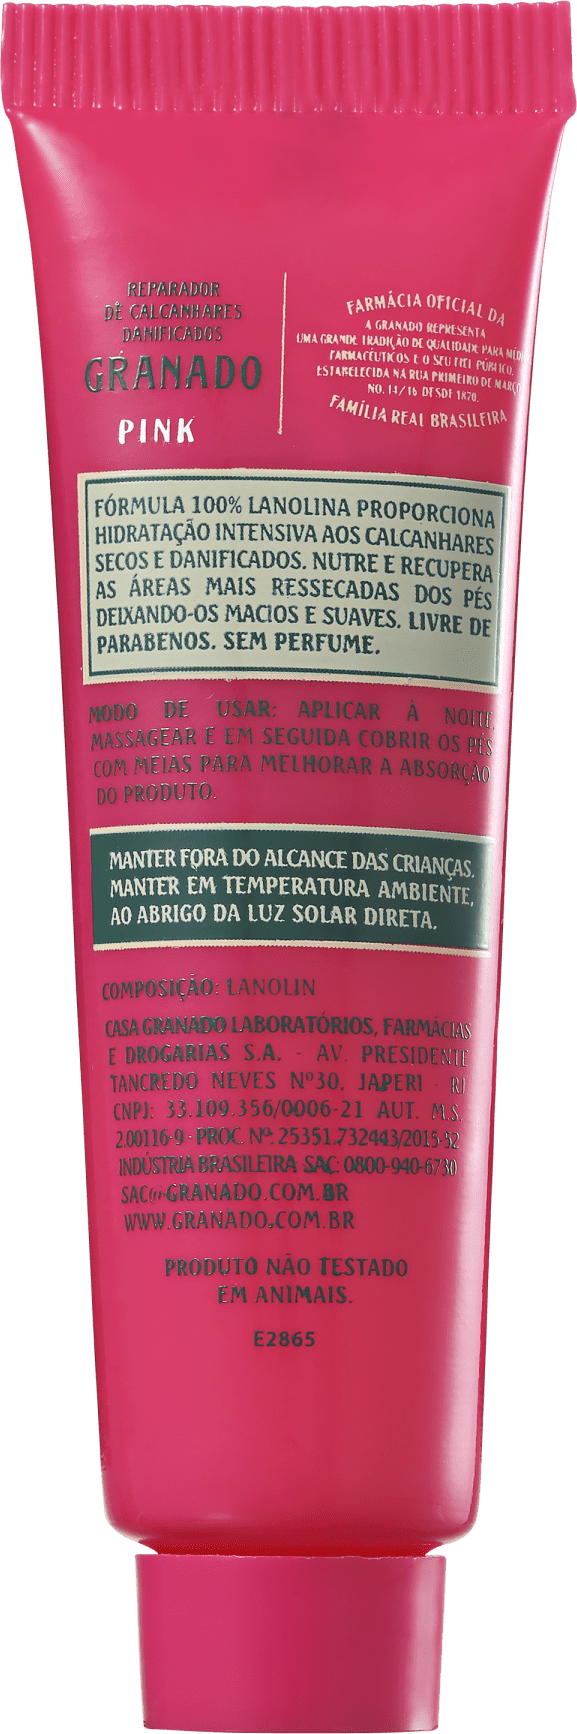 REPARADOR
DE CALCANHARES
DANIFICADOS
GRANADO
PINK
FARMÁCIA OFICIAL DA
A GRANADO REPRESENTA
UMA GRANDE TRADIÇÃO DE QUALIDADE PARA
FARMACÊUTICOS E O SEU FIEL PÚBLICO.
ESTABELECIDA NA RUA PRIMEIRO DE MARÇO
NO. 14/16 DESDE 1870.
FAMÍLIA REAL BRASILEIRA
FÓRMULA 100% LANOLINA PROPORCIONA
HIDRATAÇÃO INTENSIVA AOS CALCANHARES
SECOS E DANIFICADOS. NUTRE E RECUPERA
AS ÁREAS MAIS RESSECADAS DOS PÉS
DEIXANDO-OS MACIOS E SUAVES. LIVRE DE
PARABENOS. SEM PERFUME.
MODO DE USAR: APLICAR À NOITE,
MASSAGEAR E EM SEGUIDA COBRIR OS PÉS
COM MEIAS PARA MELHORAR A ABSORÇÃO
DO PRODUTO.
MANTER FORA DO ALCANCE DAS CRIANÇAS.
MANTER EM TEMPERATURA AMBIENTE,
AO ABRIGO DA LUZ SOLAR DIRETA.
COMPOSIÇÃO: LANOLIN
CASA GRANADO LABORATÓRIOS, FARMÁCIAS
E DROGARIAS S.A. - AV. PRESIDENTE
TANCREDO NEVES Nº30, JAPERI - RJ
CNPJ: 33.109.356/0006-21 AUT. M.S.
2.00116-9 - PROC. Nº. 25351.732443/2015-52
INDÚSTRIA BRASILEIRA SAC: 0800-940-6730
SAC@GRANADO.COM.BR
WWW.GRANADO.COM.BR
PRODUTO NÃO TESTADO
EM ANIMAIS.
E2865